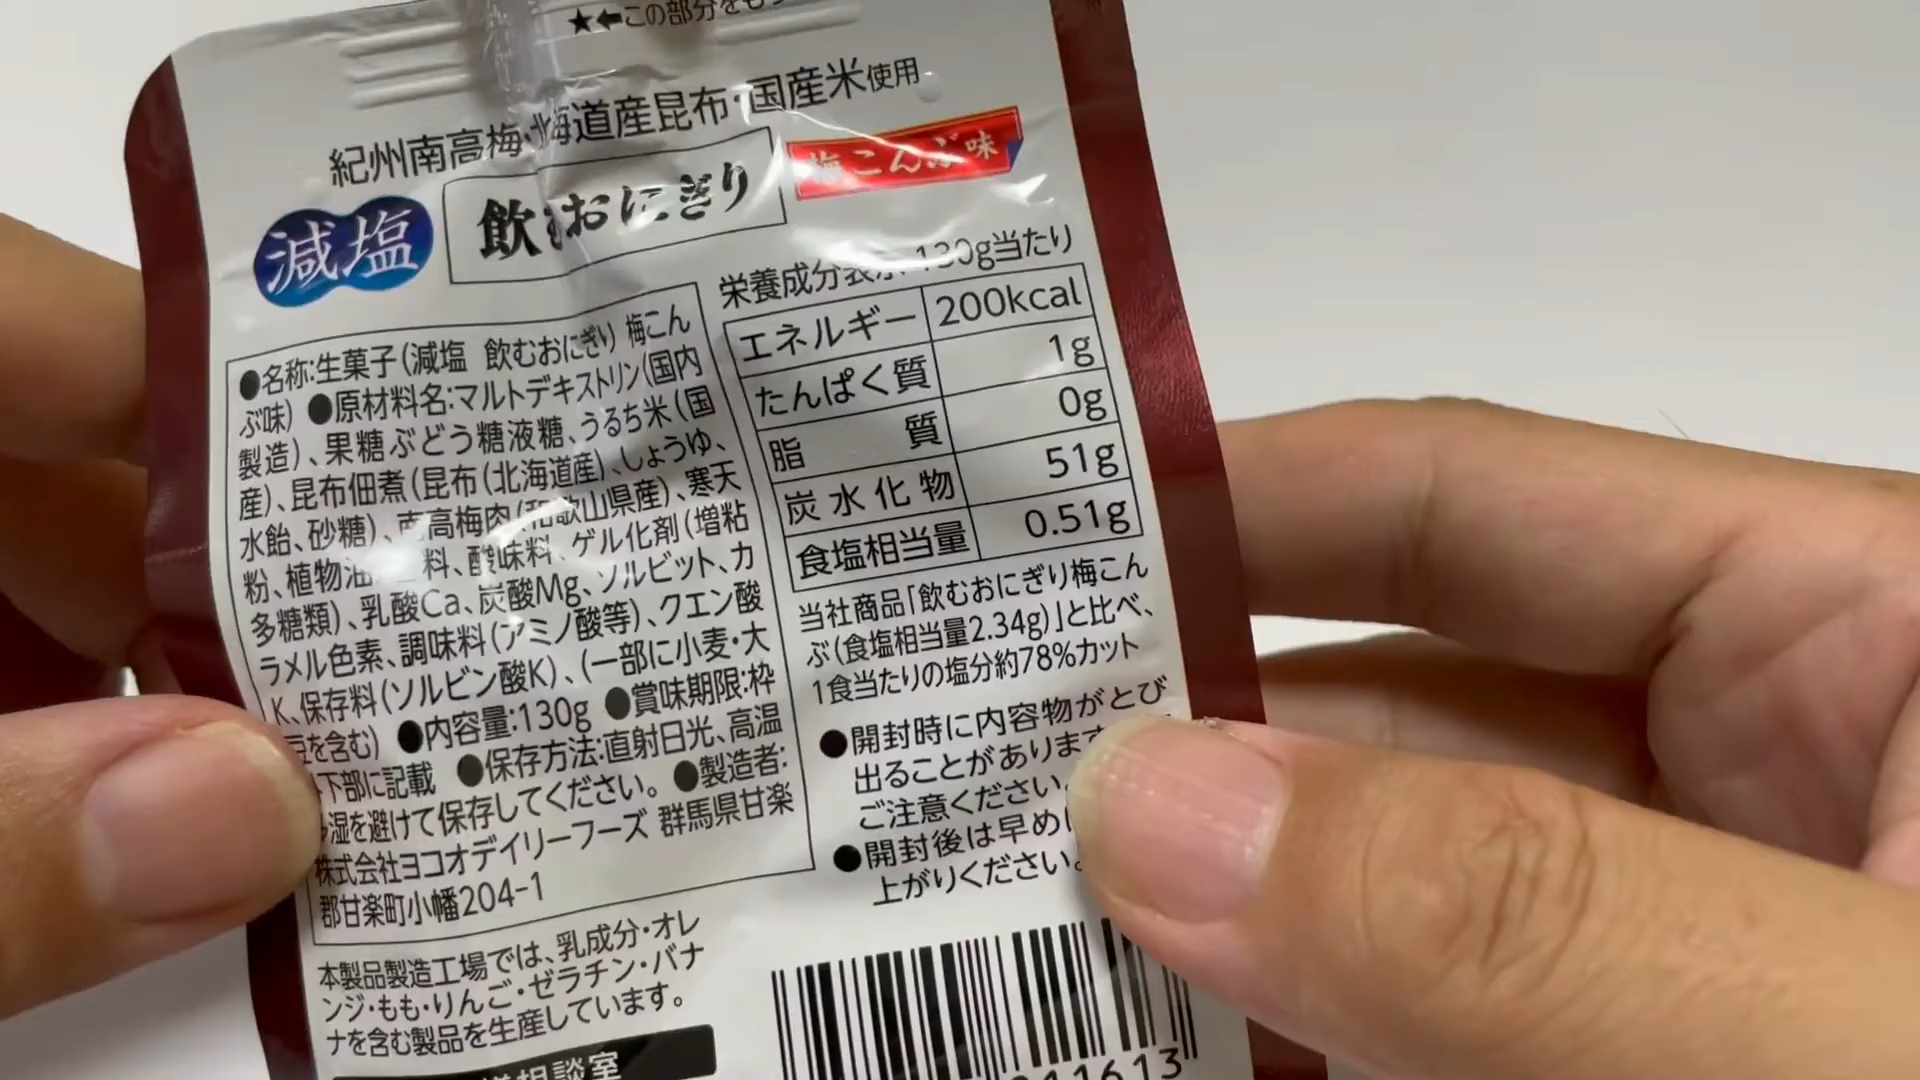 ★←この部分をも
紀州南高梅・北海道産昆布・国産米使用
減塩
飲むおにぎり
梅こんぶ味
●名称:生菓子(減塩 飲むおにぎり 梅こん
ぶ味) ●原材料名:マルトデキストリン(国内
製造)、果糖ぶどう糖液糖、うるち米(国
産)、昆布佃煮(昆布(北海道産)、しょうゆ、
水飴、砂糖)、南高梅肉(和歌山県産)、寒天
粉、植物油 料、酸味料、ゲル化剤(増粘
多糖類)、乳酸Ca、炭酸Mg、ソルビット、カ
ラメル色素、調味料(アミノ酸等)、クエン酸
K、保存料(ソルビン酸K)、(一部に小麦・大
豆を含む) ●内容量:130g ●賞味期限:枠
下部に記載 ●保存方法:直射日光、高温
湿を避けて保存してください。 ●製造者:
株式会社ヨコオデイリーフーズ 群馬県甘楽
郡甘楽町小幡204-1
本製品製造工場では、乳成分・オレ
ンジ・もも・りんご・ゼラチン・バナ
ナを含む製品を生産しています。
相談室
栄養成分表示 130g当たり
エネルギー 200kcal
たんぱく質 1g
脂質 0g
炭水化物 51g
食塩相当量 0.51g
当社商品「飲むおにぎり梅こん
ぶ(食塩相当量2.34g)」と比べ、
1食当たりの塩分約78%カット
●開封時に内容物がとび
出ることがあります
ご注意ください。
●開封後は早め
上がりください。
11613